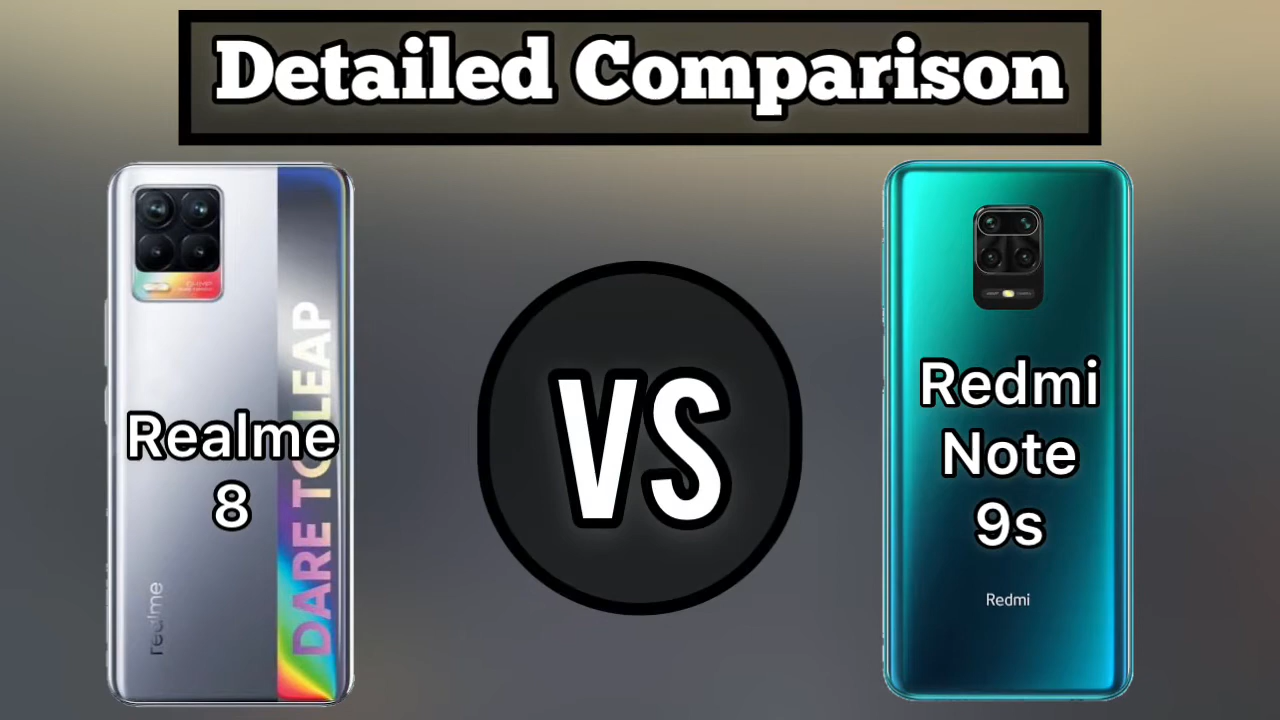 Detailed Comparison
Realme
8
DARE TO LEAP
realme
VS
Redmi
Note
9s
Redmi